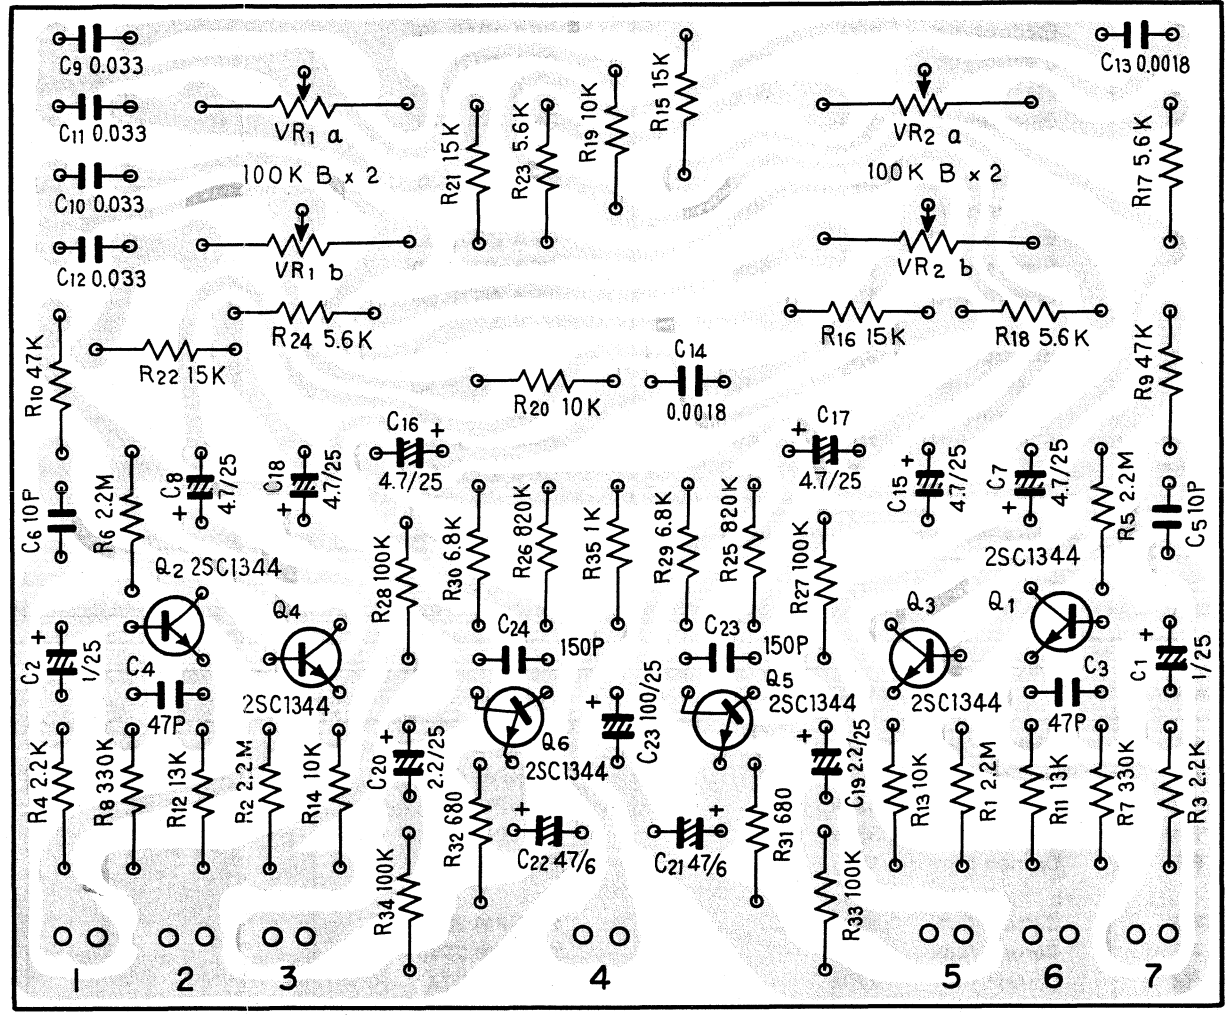 C9 0.033
C11 0.033
C10 0.033
C12 0.033
VR1 a
100K B x 2
VR1 b
R21 15K
R23 5.6K
R19 10K
R15 15K
VR2 a
100K B x 2
VR2 b
C13 0.0018
R17 5.6K
R24 5.6K
R22 15K
R10 47K
R20 10K
C14
0.0018
R16 15K
R18 5.6K
R9 47K
C6 10P
R6 2.2M
C8
4.7/25
+
C18
4.7/25
+
C16
+
4.7/25
R28 100K
R30 6.8K
R26 820K
R35 1K
R29 6.8K
R25 820K
+
C17
4.7/25
R27 100K
C15
+
4.7/25
C7
+
4.7/25
R5 2.2M
C5 10P
Q2 2SC1344
Q4
2SC1344
C2
+
1/25
C4
47P
C24
150P
Q6
2SC1344
+
C23 100/25
C23
150P
Q5
2SC1344
Q3
2SC1344
2SC1344
Q1
C3
47P
C1
+
1/25
R4 2.2K
R8 330K
R12 13K
R2 2.2M
R14 10K
C20
+
2.2/25
R32 680
+
C22 47/6
+
C21 47/6
R31 680
+
C19 2.2/25
R13 10K
R1 2.2M
R11 13K
R7 330K
R3 2.2K
R34 100K
R33 100K
1
2
3
4
5
6
7